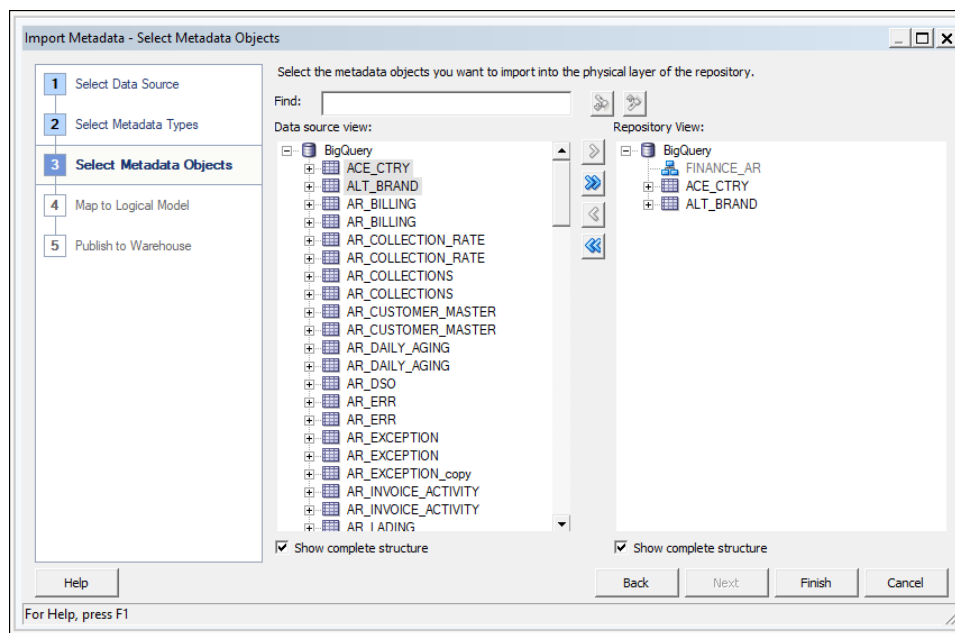 Import Metadata - Select Metadata Objects
1 Select Data Source
2 Select Metadata Types
3 Select Metadata Objects
4 Map to Logical Model
5 Publish to Warehouse
Select the metadata objects you want to import into the physical layer of the repository.
Find:
Data source view:
BigQuery
ACE_CTRY
ALT_BRAND
AR_BILLING
AR_BILLING
AR_COLLECTION_RATE
AR_COLLECTION_RATE
AR_COLLECTIONS
AR_COLLECTIONS
AR_CUSTOMER_MASTER
AR_CUSTOMER_MASTER
AR_DAILY_AGING
AR_DAILY_AGING
AR_DSO
AR_ERR
AR_ERR
AR_EXCEPTION
AR_EXCEPTION
AR_EXCEPTION_copy
AR_INVOICE_ACTIVITY
AR_INVOICE_ACTIVITY
AR_LADING
Show complete structure
Repository View:
BigQuery
FINANCE_AR
ACE_CTRY
ALT_BRAND
Show complete structure
Help
Back
Next
Finish
Cancel
For Help, press F1